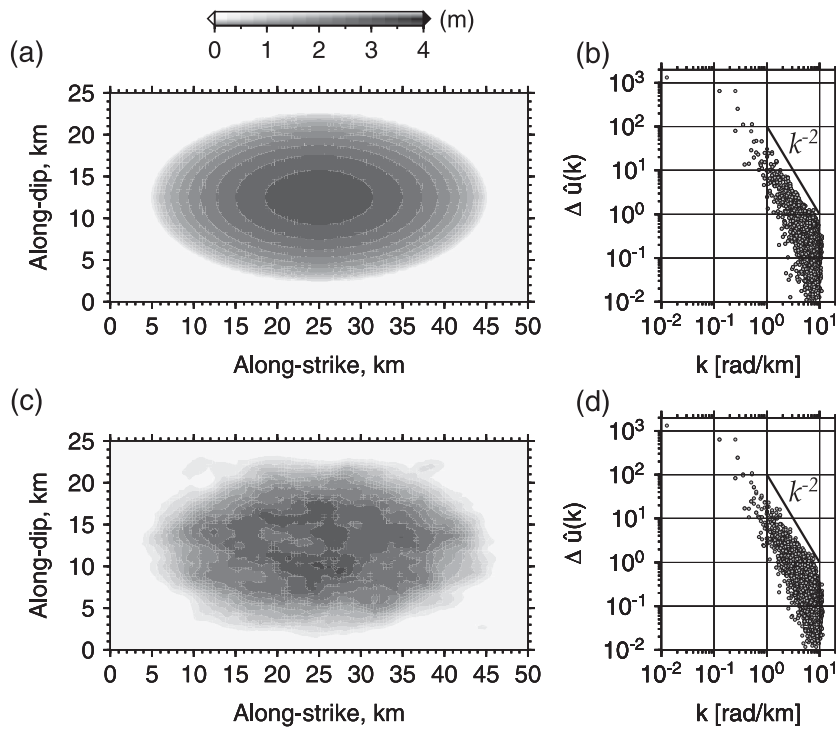 (m)
0 1 2 3 4
(a)
Along-dip, km
25
20
15
10
5
0
0 5 10 15 20 25 30 35 40 45 50
Along-strike, km
(b)
Δ û(k)
10³
10²
10¹
10⁰
10⁻¹
10⁻²
k⁻²
10⁻² 10⁻¹ 10⁰ 10¹
k [rad/km]
(c)
Along-dip, km
25
20
15
10
5
0
0 5 10 15 20 25 30 35 40 45 50
Along-strike, km
(d)
Δ û(k)
10³
10²
10¹
10⁰
10⁻¹
10⁻²
k⁻²
10⁻² 10⁻¹ 10⁰ 10¹
k [rad/km]